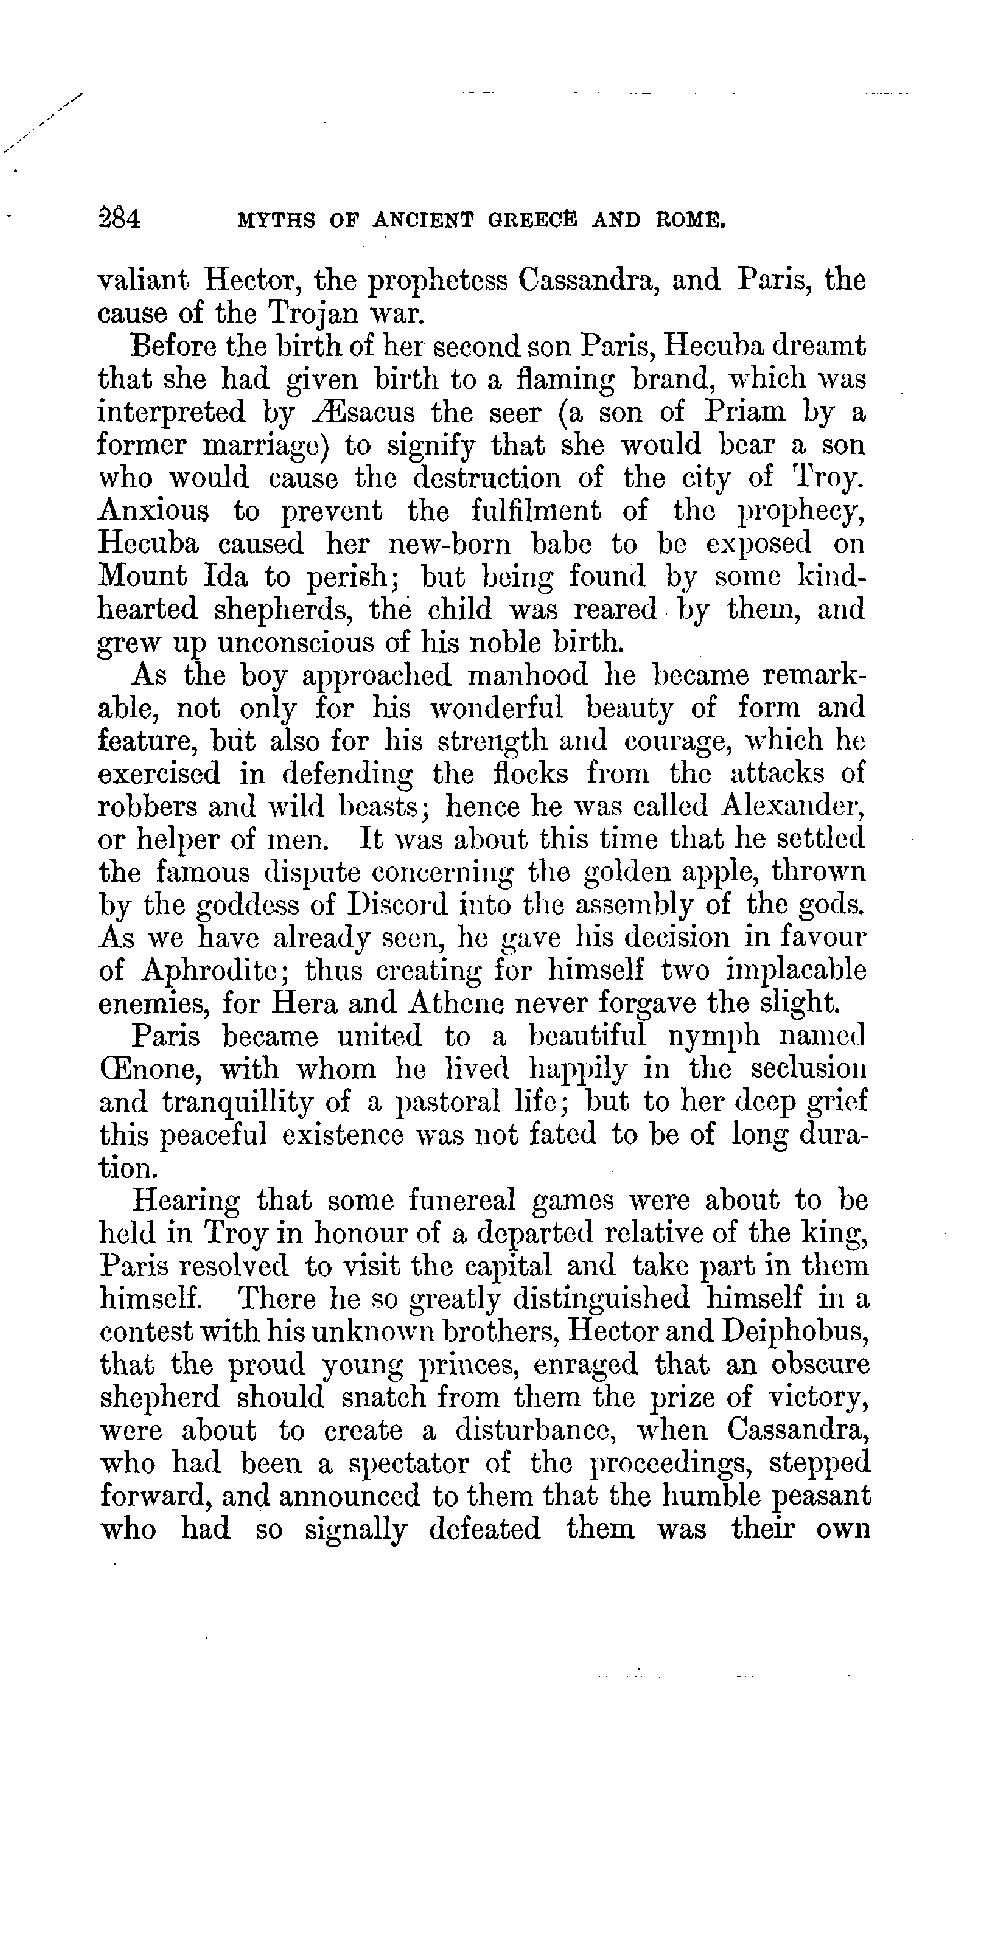 284 MYTHS OF ANCIENT GREECE AND ROME.
valiant Hector, the prophetess Cassandra, and Paris, the
cause of the Trojan war.
Before the birth of her second son Paris, Hecuba dreamt
that she had given birth to a flaming brand, which was
interpreted by Æsacus the seer (a son of Priam by a
former marriage) to signify that she would bear a son
who would cause the destruction of the city of Troy.
Anxious to prevent the fulfilment of the prophecy,
Hecuba caused her new-born babe to be exposed on
Mount Ida to perish; but being found by some kind-
hearted shepherds, the child was reared by them, and
grew up unconscious of his noble birth.
As the boy approached manhood he became remark-
able, not only for his wonderful beauty of form and
feature, but also for his strength and courage, which he
exercised in defending the flocks from the attacks of
robbers and wild beasts; hence he was called Alexander,
or helper of men. It was about this time that he settled
the famous dispute concerning the golden apple, thrown
by the goddess of Discord into the assembly of the gods.
As we have already seen, he gave his decision in favour
of Aphrodite; thus creating for himself two implacable
enemies, for Hera and Athene never forgave the slight.
Paris became united to a beautiful nymph named
Œnone, with whom he lived happily in the seclusion
and tranquillity of a pastoral life; but to her deep grief
this peaceful existence was not fated to be of long dura-
tion.
Hearing that some funereal games were about to be
held in Troy in honour of a departed relative of the king,
Paris resolved to visit the capital and take part in them
himself. There he so greatly distinguished himself in a
contest with his unknown brothers, Hector and Deiphobus,
that the proud young princes, enraged that an obscure
shepherd should snatch from them the prize of victory,
were about to create a disturbance, when Cassandra,
who had been a spectator of the proceedings, stepped
forward, and announced to them that the humble peasant
who had so signally defeated them was their own